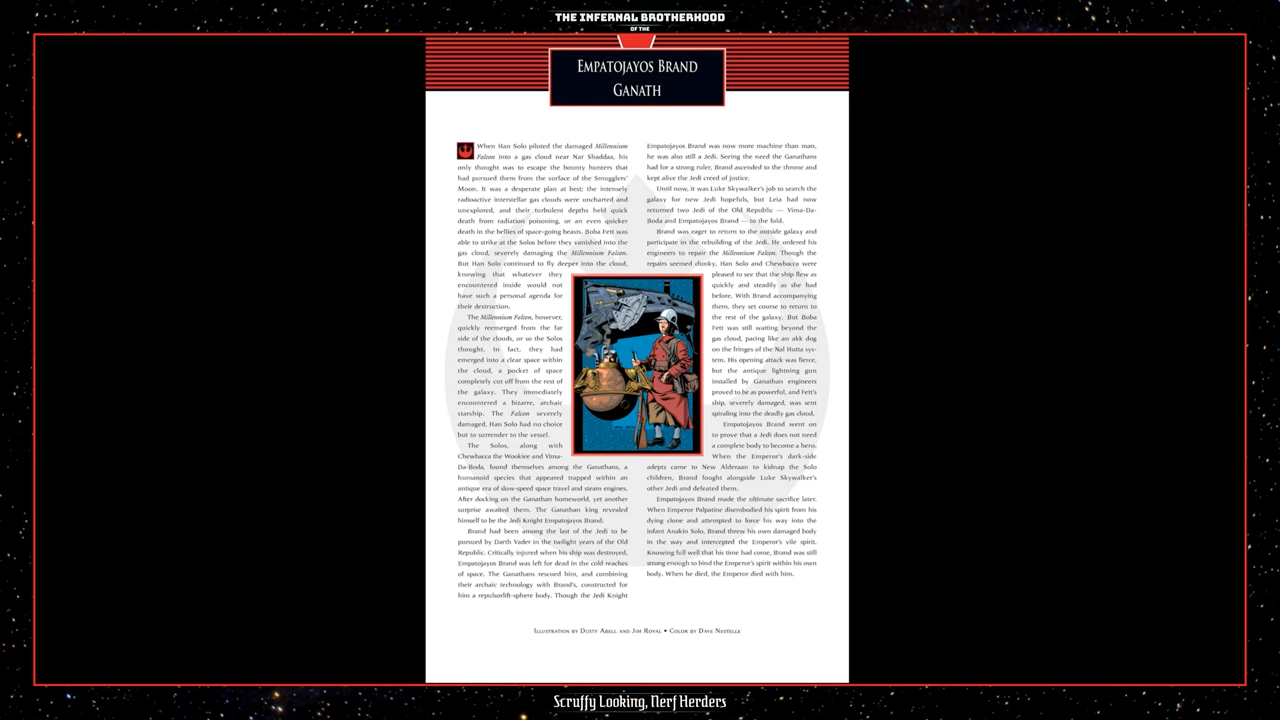 THE INFERNAL BROTHERHOOD
OF THE
EMPATOJAYOS BRAND
GANATH
When Han Solo piloted the damaged Millennium
Falcon into a gas cloud near Nar Shaddaa, his
only thought was to escape the bounty hunters that
had pursued them from the surface of the Smugglers'
Moon. It was a desperate plan at best; the intensely
radioactive interstellar gas clouds were uncharted and
unexplored, and their turbulent depths held quick
death from radiation poisoning, or an even quicker
death in the bellies of space-going beasts. Boba Fett was
able to strike at the Solos before they vanished into the
gas cloud, severely damaging the Millennium Falcon.
But Han Solo continued to fly deeper into the cloud,
knowing that whatever they
encountered inside would not
have such a personal agenda for
their destruction.
The Millennium Falcon, however,
quickly reemerged from the far
side of the clouds, or so the Solos
thought. In fact, they had
emerged into a clear space within
the cloud, a pocket of space
completely cut off from the rest of
the galaxy. They immediately
encountered a bizarre, archaic
starship. The Falcon severely
damaged, Han Solo had no choice
but to surrender to the vessel.
The Solos, along with
Chewbacca the Wookiee and Vima-
Da-Boda, found themselves among the Ganathans, a
humanoid species that appeared trapped within an
antique era of slow-speed space travel and steam engines.
After docking on the Ganathan homeworld, yet another
surprise awaited them. The Ganathan king revealed
himself to be the Jedi Knight Empatojayos Brand.
Brand had been among the last of the Jedi to be
pursued by Darth Vader in the twilight years of the Old
Republic. Critically injured when his ship was destroyed,
Empatojayos Brand was left for dead in the cold reaches
of space. The Ganathans rescued him, and combining
their archaic technology with Brand's, constructed for
him a repulsorlift-sphere body. Though the Jedi Knight
Empatojayos Brand was now more machine than man,
he was also still a Jedi. Seeing the need the Ganathans
had for a strong ruler, Brand ascended to the throne and
kept alive the Jedi creed of justice.
Until now, it was Luke Skywalker's job to search the
galaxy for new Jedi hopefuls, but Leia had now
returned two Jedi of the Old Republic — Vima-Da-
Boda and Empatojayos Brand — to the fold.
Brand was eager to return to the outside galaxy and
participate in the rebuilding of the Jedi. He ordered his
engineers to repair the Millennium Falcon. Though the
repairs seemed clunky, Han Solo and Chewbacca were
pleased to see that the ship flew as
quickly and steadily as she had
before. With Brand accompanying
them, they set course to return to
the rest of the galaxy. But Boba
Fett was still waiting beyond the
gas cloud, pacing like an akk dog
on the fringes of the Nal Hutta sys-
tem. His opening attack was fierce,
but the antique lightning gun
installed by Ganathan engineers
proved to be as powerful, and Fett's
ship, severely damaged, was sent
spiraling into the deadly gas cloud.
Empatojayos Brand went on
to prove that a Jedi does not need
a complete body to become a hero.
When the Emperor's dark-side
adepts came to New Alderaan to kidnap the Solo
children, Brand fought alongside Luke Skywalker's
other Jedi and defeated them.
Empatojayos Brand made the ultimate sacrifice later.
When Emperor Palpatine disembodied his spirit from his
dying clone and attempted to force his way into the
infant Anakin Solo, Brand threw his own damaged body
in the way and intercepted the Emperor's vile spirit.
Knowing full well that his time had come, Brand was still
strong enough to bind the Emperor's spirit within his own
body. When he died, the Emperor died with him.
ILLUSTRATION BY DUSTY ABELL AND JIM ROYAL • COLOR BY DAVE NESTELLE
Scruffy Looking, Nerf Herders